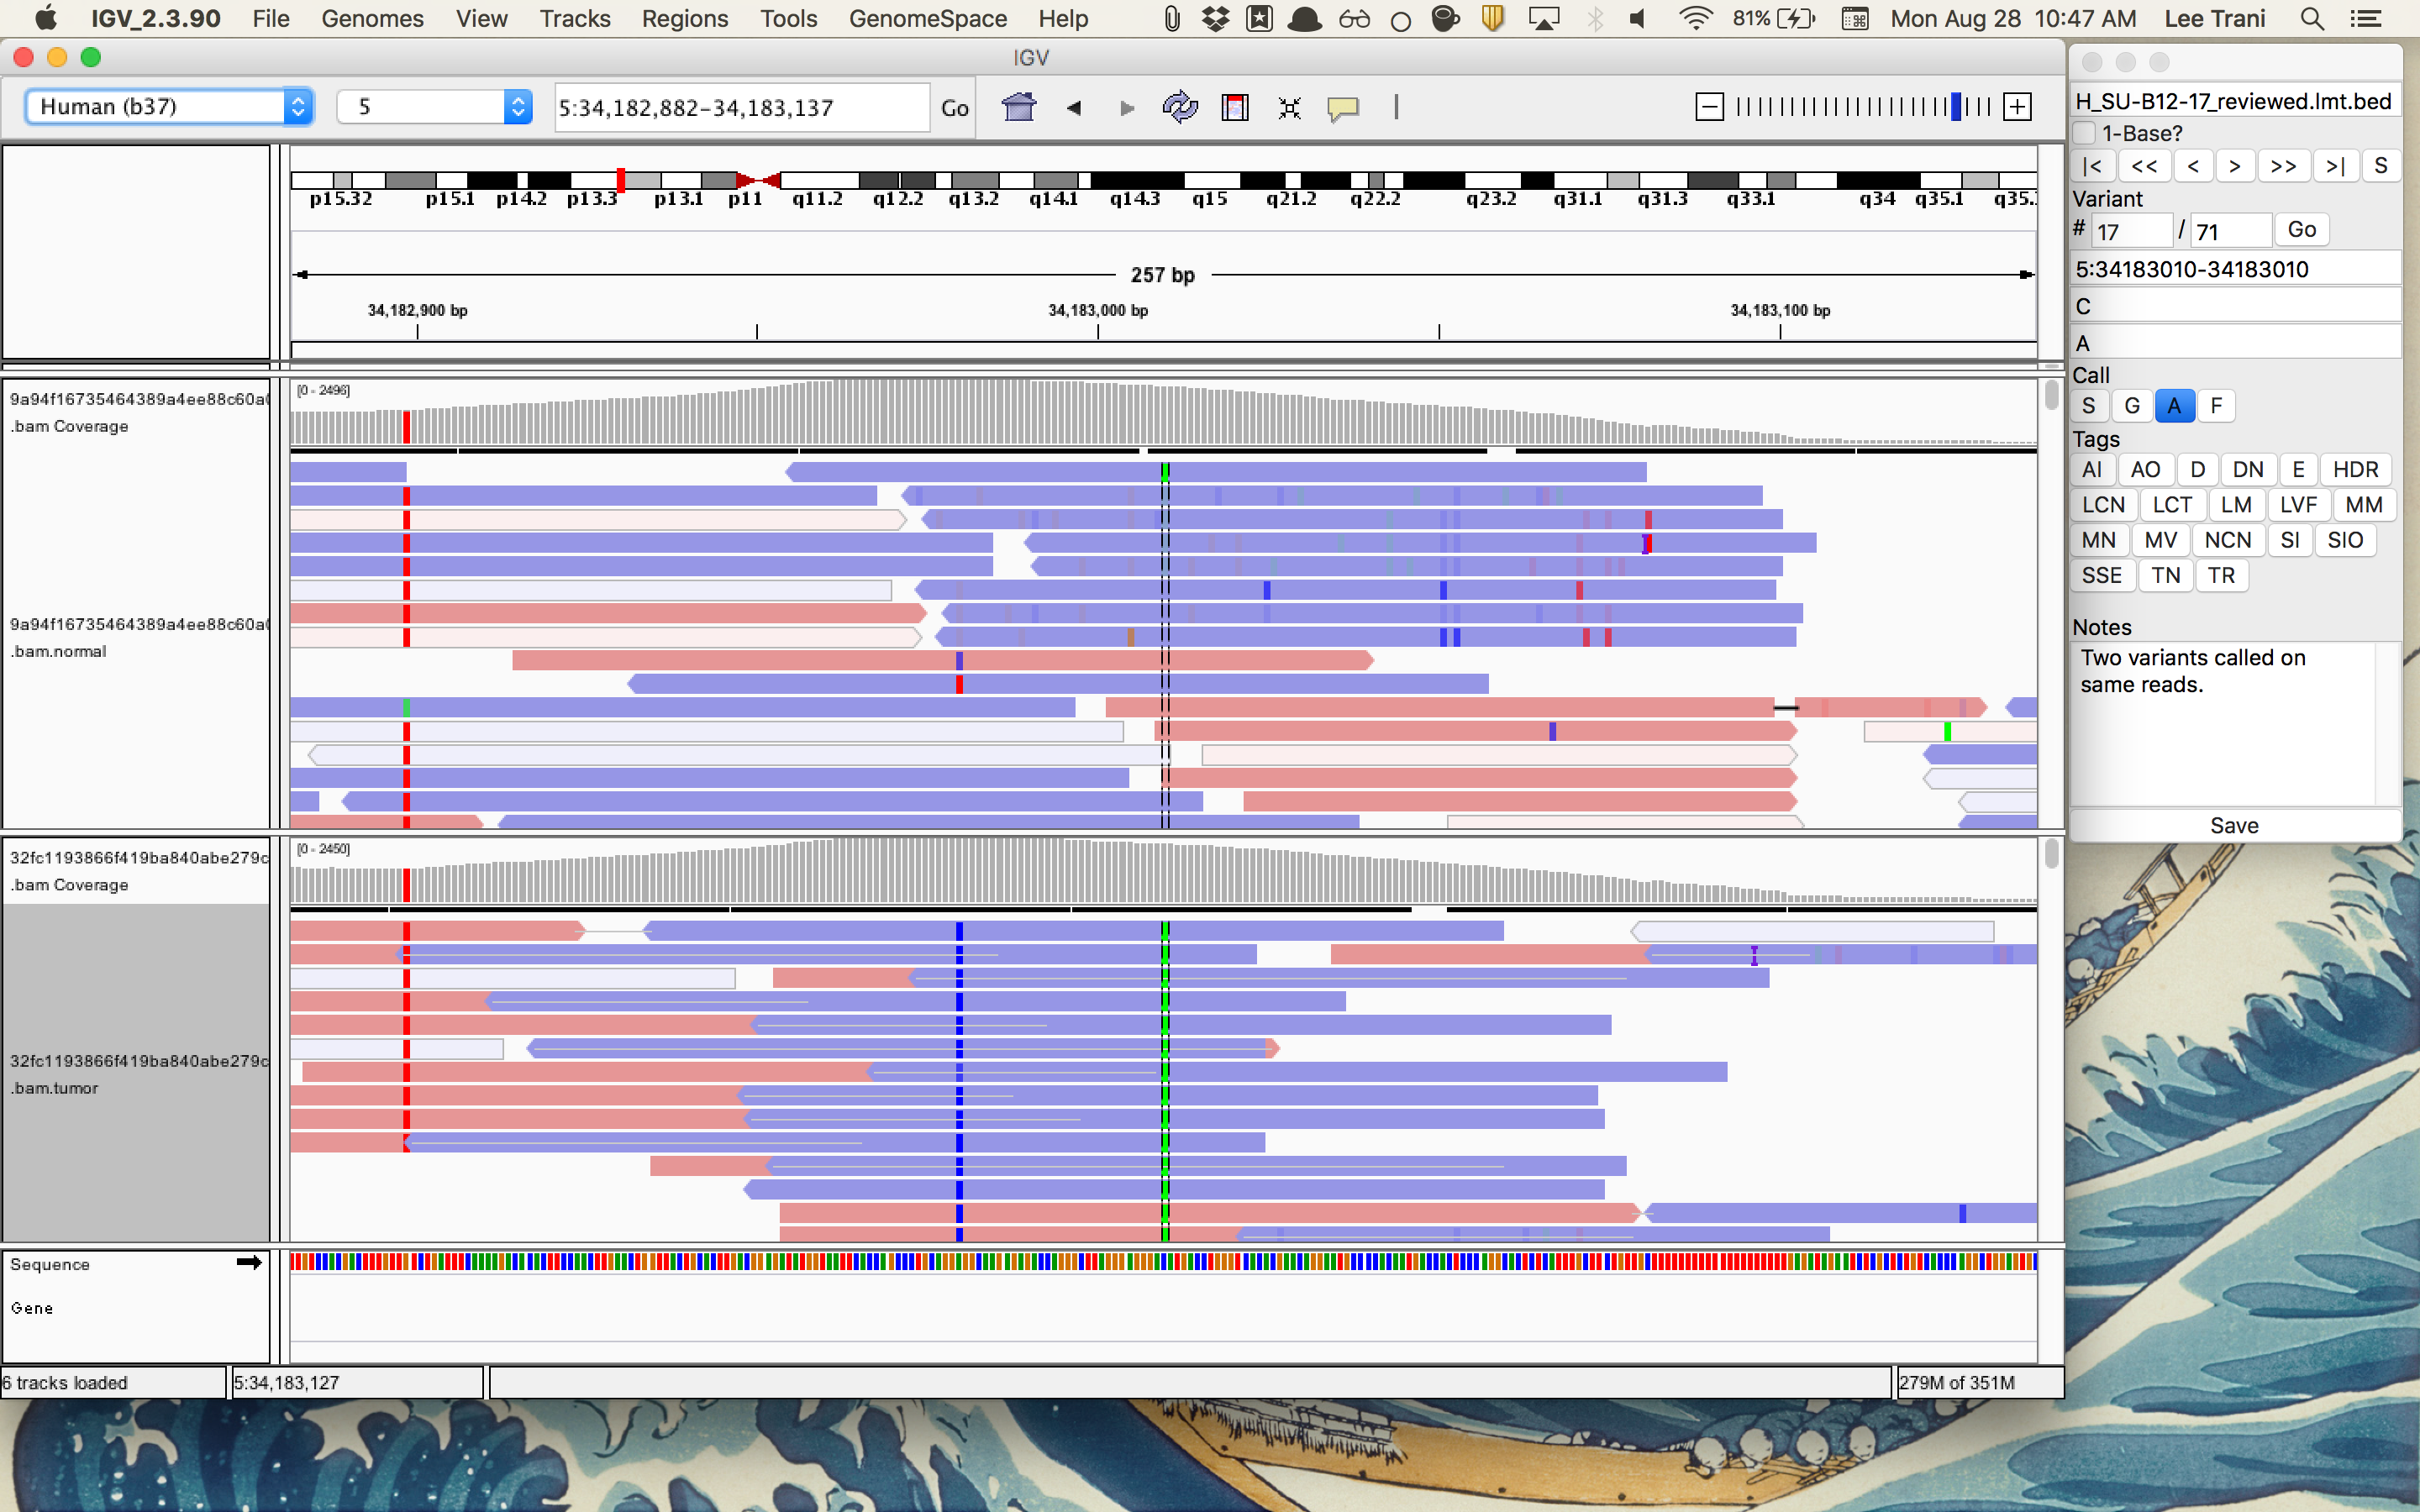 IGV_2.3.90 File Genomes View Tracks Regions Tools GenomeSpace Help 81% Mon Aug 28 10:47 AM Lee Trani
IGV
Human (b37) 5 5:34,182,882-34,183,137 Go
p15.32 p15.1 p14.2 p13.3 p13.1 p11 q11.2 q12.2 q13.2 q14.1 q14.3 q15 q21.2 q22.2 q23.2 q31.1 q31.3 q33.1 q34 q35.1 q35.
257 bp
34,182,900 bp 34,183,000 bp 34,183,100 bp
9a94f16735464389a4ee88c60a
.bam Coverage
[0 - 2496]
9a94f16735464389a4ee88c60a
.bam.normal
32fc1193866f419ba840abe279c
.bam Coverage
[0 - 2450]
32fc1193866f419ba840abe279c
.bam.tumor
Sequence
Gene
6 tracks loaded 5:34,183,127 279M of 351M
H_SU-B12-17_reviewed.lmt.bed
1-Base?
|< << < > >> >| S
Variant
# 17 / 71 Go
5:34183010-34183010
C
A
Call
S G A F
Tags
AI AO D DN E HDR
LCN LCT LM LVF MM
MN MV NCN SI SIO
SSE TN TR
Notes
Two variants called on
same reads.
Save